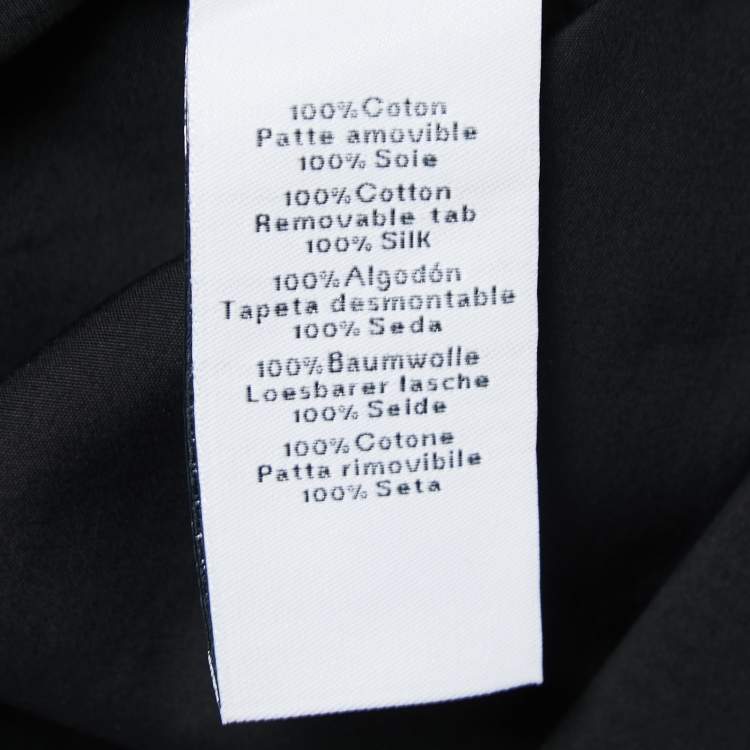 100% Coton
Patte amovible
100% Soie
100% Cotton
Removable tab
100% Silk
100% Algodón
Tapeta desmontable
100% Seda
100% Baumwolle
Loesbarer lasche
100% Seide
100% Cotone
Patta rimovibile
100% Seta